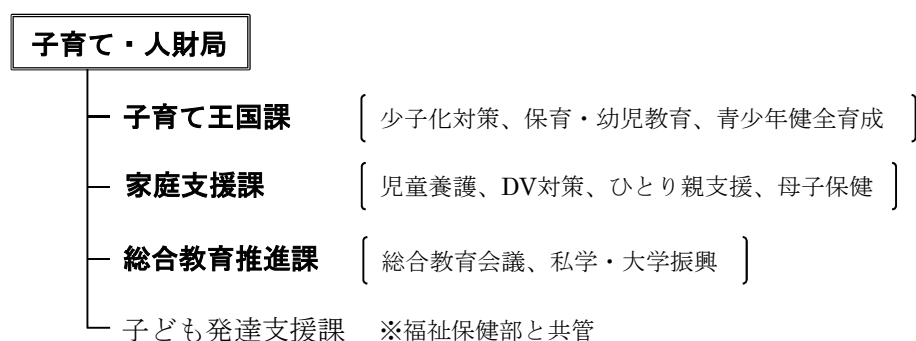 子育て・人財局
子育て王国課 〔少子化対策、保育・幼児教育、青少年健全育成〕
家庭支援課 〔児童養護、DV対策、ひとり親支援、母子保健〕
総合教育推進課 〔総合教育会議、私学・大学振興〕
子ども発達支援課 ※福祉保健部と共管